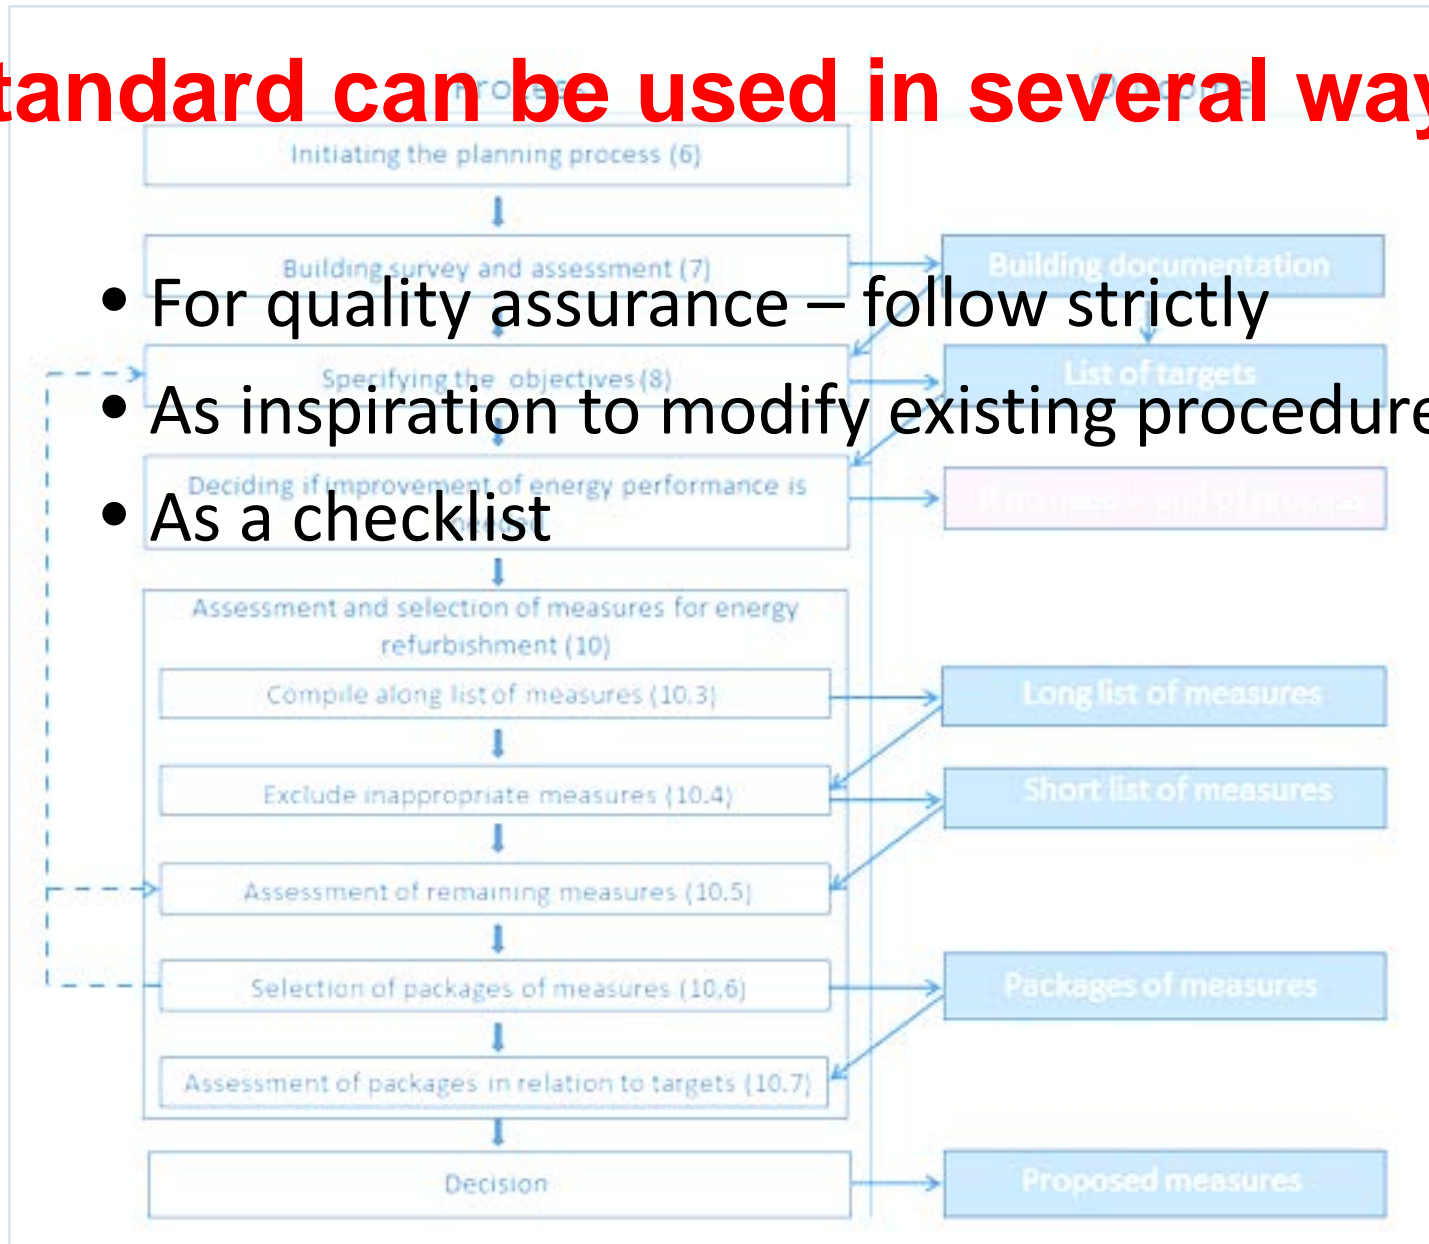 tandard can be used in several way
Process
Outcome
Initiating the planning process (6)
Building survey and assessment (7)
Building documentation
• For quality assurance – follow strictly
Specifying the objectives (8)
List of targets
• As inspiration to modify existing procedure
Deciding if improvement of energy performance is
needed
• As a checklist
Assessment and selection of measures for energy
refurbishment (10)
Compile along list of measures (10.3)
Long list of measures
Exclude inappropriate measures (10.4)
Short list of measures
Assessment of remaining measures (10.5)
Selection of packages of measures (10.6)
Packages of measures
Assessment of packages in relation to targets (10.7)
Decision
Proposed measures